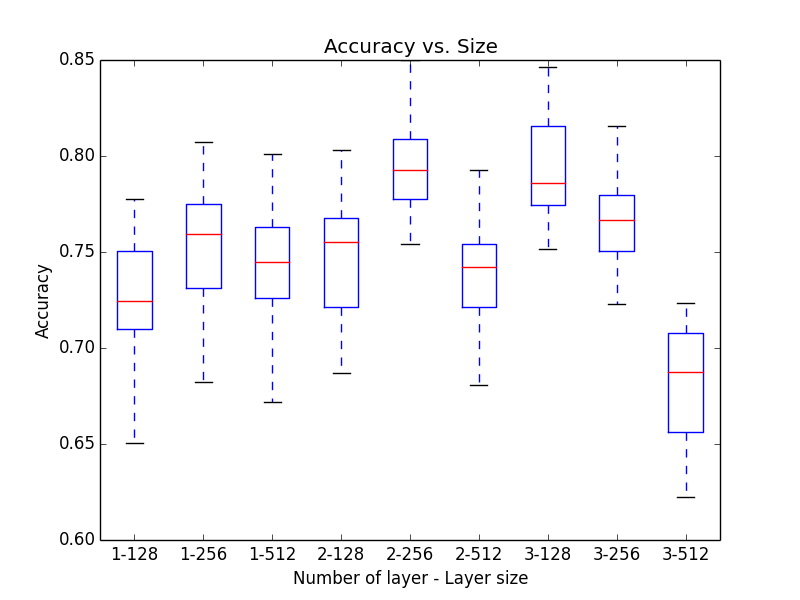 Accuracy vs. Size
0.85
0.80
0.75
0.70
0.65
0.60
Accuracy
1-128 1-256 1-512 2-128 2-256 2-512 3-128 3-256 3-512
Number of layer - Layer size